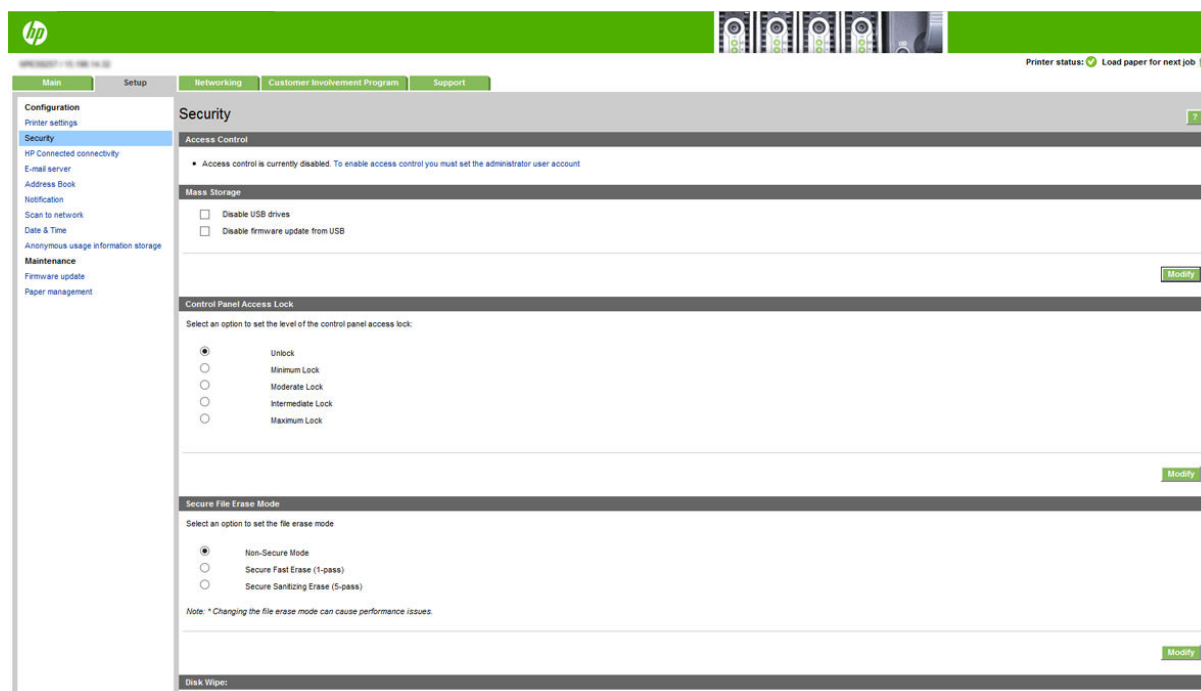 hp
Printer status: Load paper for next job
Main Setup Networking Customer Involvement Program Support
Configuration
Printer settings
Security
HP Connected connectivity
E-mail server
Address Book
Notification
Scan to network
Date & Time
Anonymous usage information storage
Maintenance
Firmware update
Paper management
Security
?
Access Control
• Access control is currently disabled. To enable access control you must set the administrator user account
Mass Storage
Disable USB drives
Disable firmware update from USB
Modify
Control Panel Access Lock
Select an option to set the level of the control panel access lock:
Unlock
Minimum Lock
Moderate Lock
Intermediate Lock
Maximum Lock
Modify
Secure File Erase Mode
Select an option to set the file erase mode
Non-Secure Mode
Secure Fast Erase (1-pass)
Secure Sanitizing Erase (5-pass)
Note: * Changing the file erase mode can cause performance issues.
Modify
Disk Wipe: